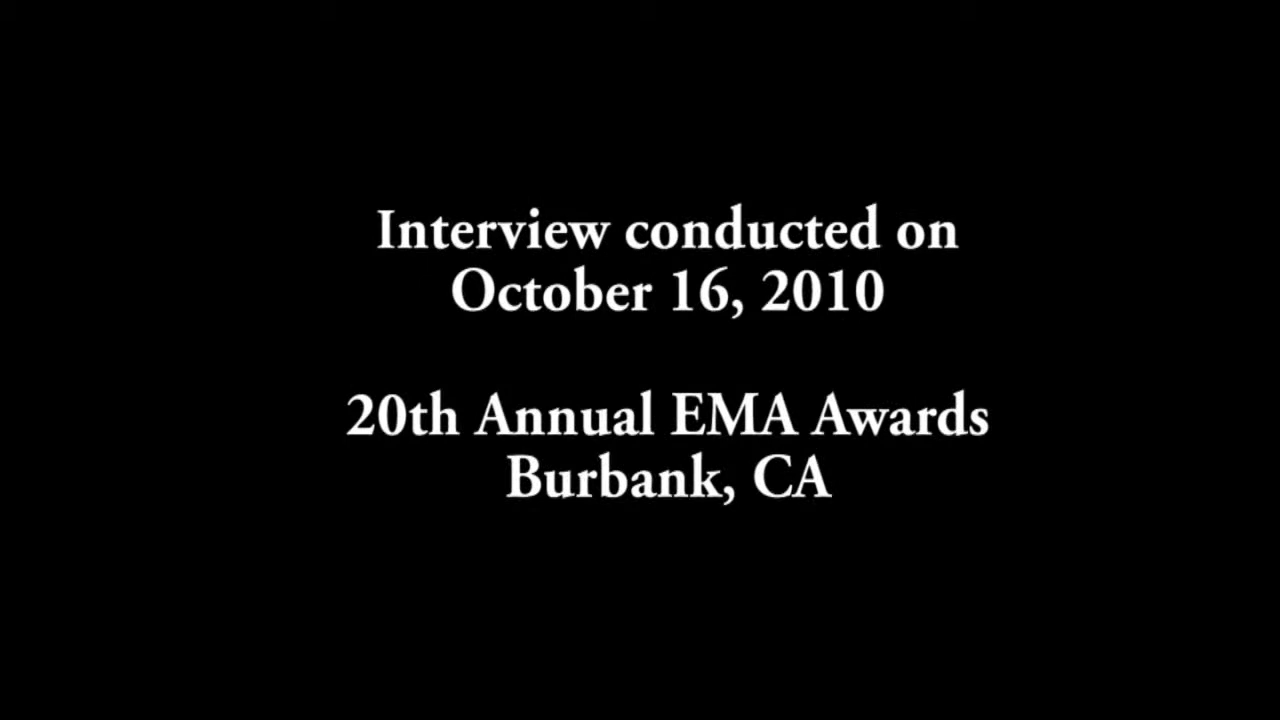 Interview conducted on
October 16, 2010
20th Annual EMA Awards
Burbank, CA